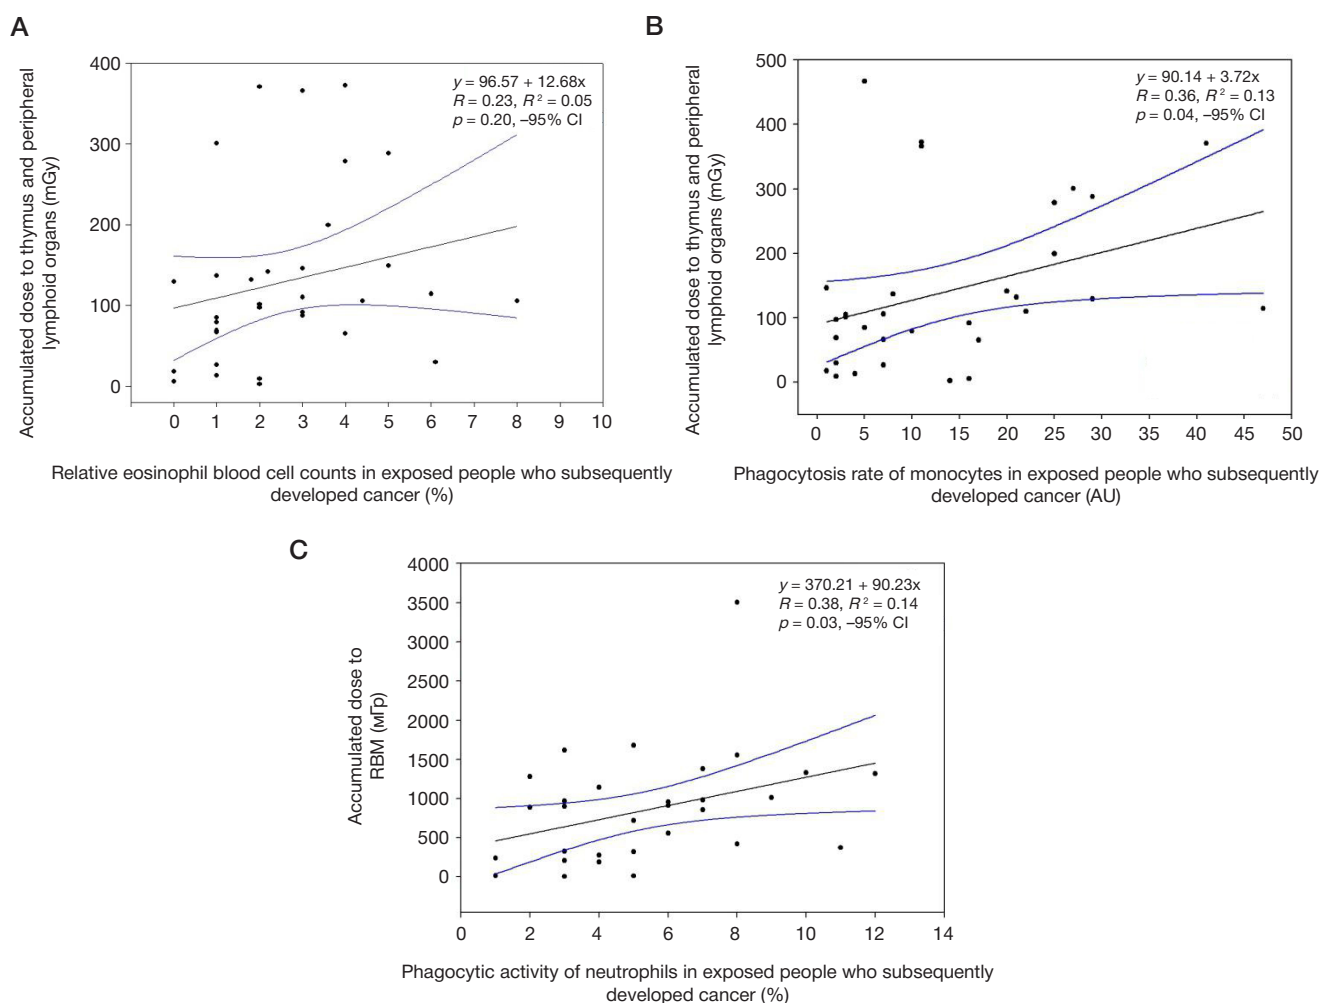 A
Accumulated dose to thymus and peripheral
lymphoid organs (mGy)
400
300
200
100
0
y = 96.57 + 12.68x
R = 0.23, R² = 0.05
p = 0.20, –95% CI
0 1 2 3 4 5 6 7 8 9 10
Relative eosinophil blood cell counts in exposed people who subsequently
developed cancer (%)
B
Accumulated dose to thymus and peripheral
lymphoid organs (mGy)
500
400
300
200
100
0
y = 90.14 + 3.72x
R = 0.36, R² = 0.13
p = 0.04, –95% CI
0 5 10 15 20 25 30 35 40 45 50
Phagocytosis rate of monocytes in exposed people who subsequently
developed cancer (AU)
C
Accumulated dose to
RBM (мГр)
4000
3500
3000
2500
2000
1500
1000
500
0
y = 370.21 + 90.23x
R = 0.38, R² = 0.14
p = 0.03, –95% CI
0 2 4 6 8 10 12 14
Phagocytic activity of neutrophils in exposed people who subsequently
developed cancer (%)